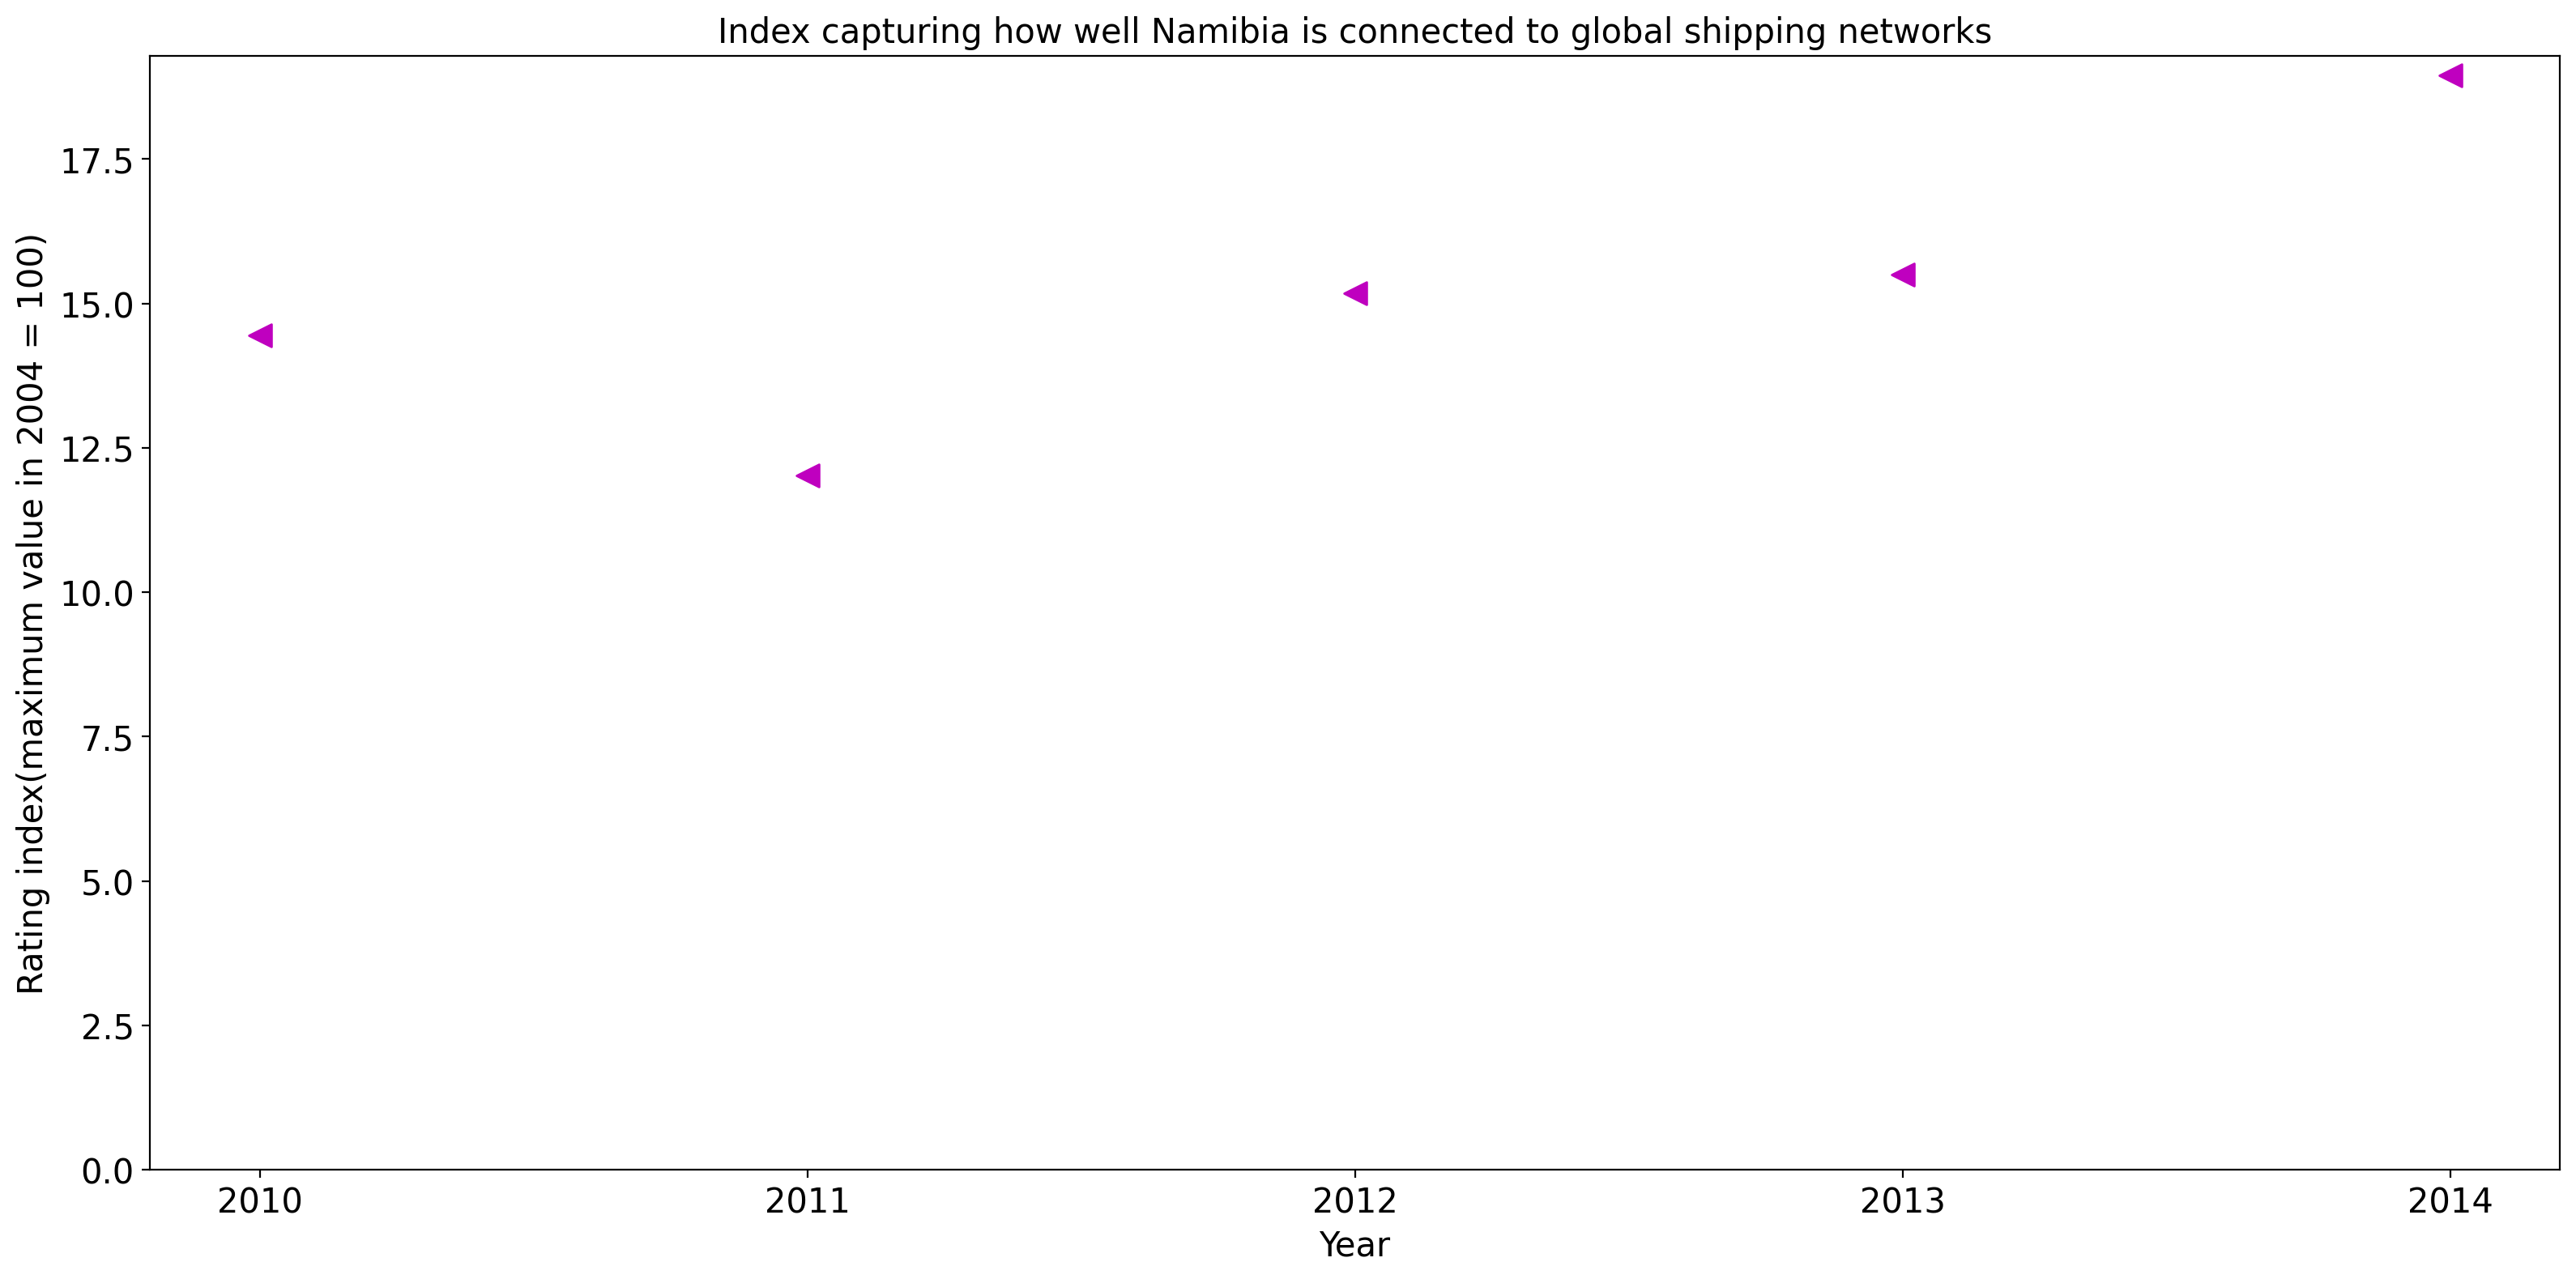 Index capturing how well Namibia is connected to global shipping networks
Rating index(maximum value in 2004 = 100)
17.5
15.0
12.5
10.0
7.5
5.0
2.5
0.0
2010 2011 2012 2013 2014
Year